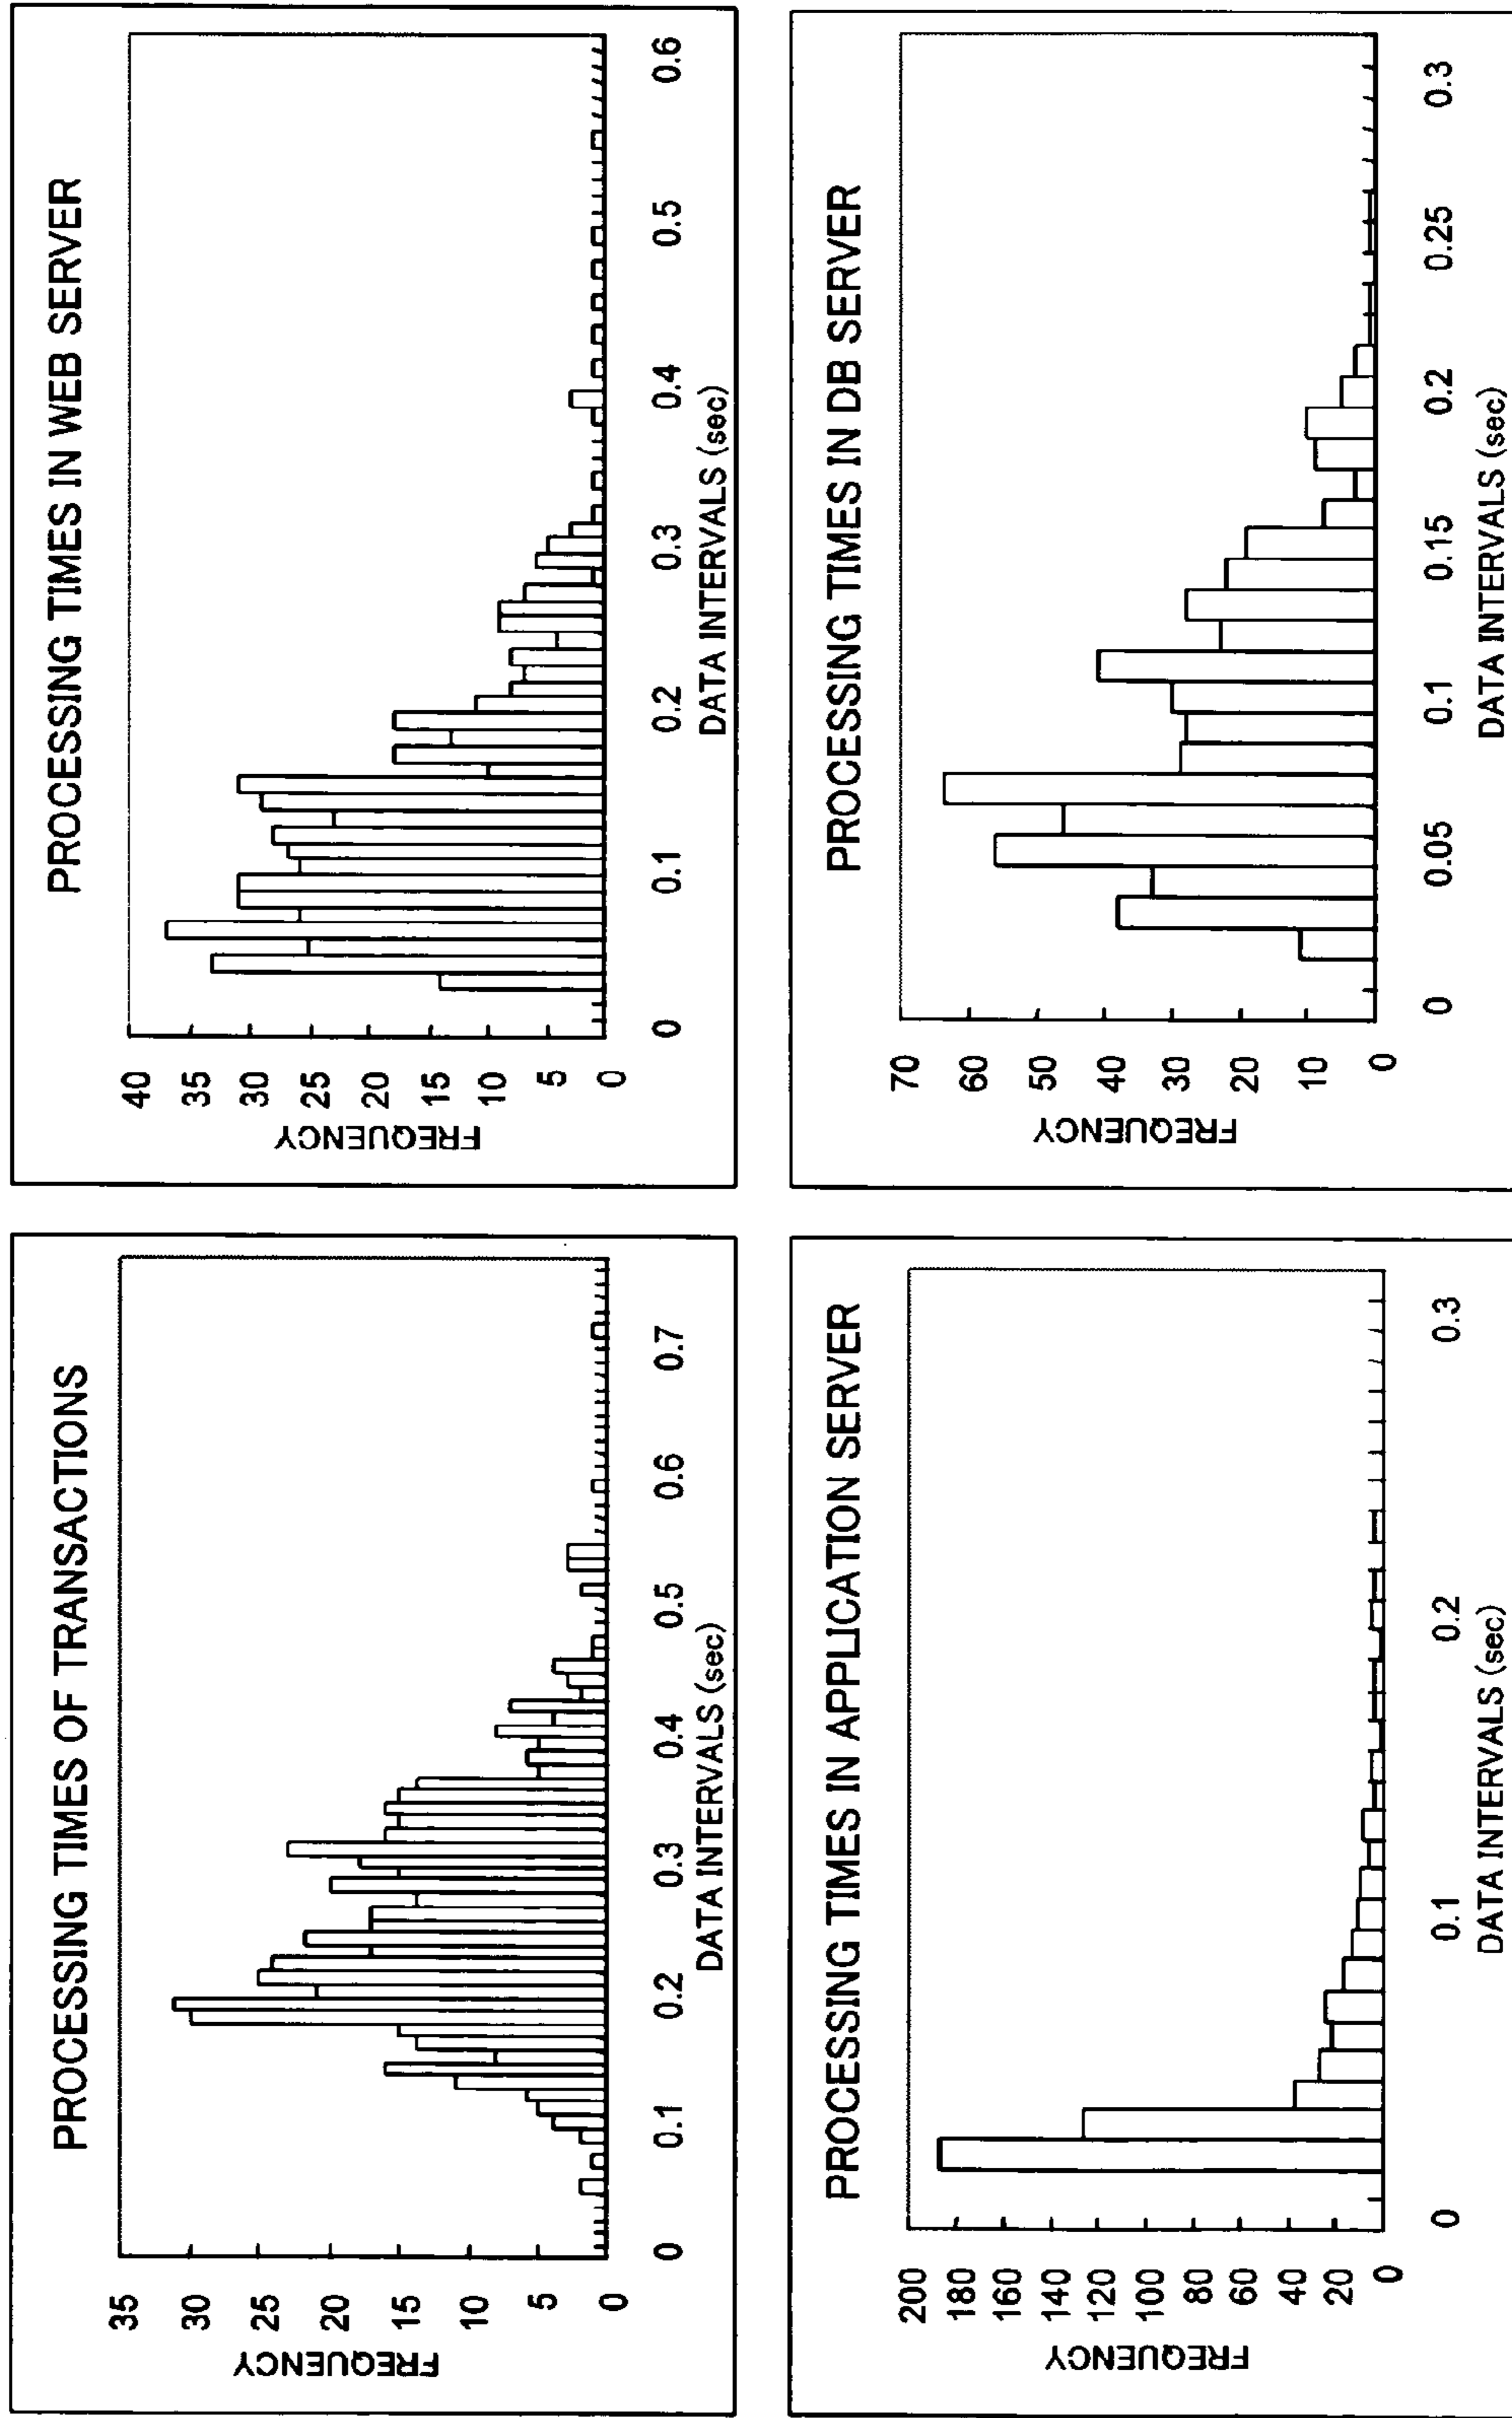 PROCESSING TIMES OF TRANSACTIONS
FREQUENCY
35
30
25
20
15
10
5
0
0 0.1 0.2 0.3 0.4 0.5 0.6 0.7
DATA INTERVALS (sec)
PROCESSING TIMES IN WEB SERVER
FREQUENCY
40
35
30
25
20
15
10
5
0
0 0.1 0.2 0.3 0.4 0.5 0.6
DATA INTERVALS (sec)
PROCESSING TIMES IN APPLICATION SERVER
FREQUENCY
200
180
160
140
120
100
80
60
40
20
0
0 0.1 0.2 0.3
DATA INTERVALS (sec)
PROCESSING TIMES IN DB SERVER
FREQUENCY
70
60
50
40
30
20
10
0
0 0.05 0.1 0.15 0.2 0.25 0.3
DATA INTERVALS (sec)